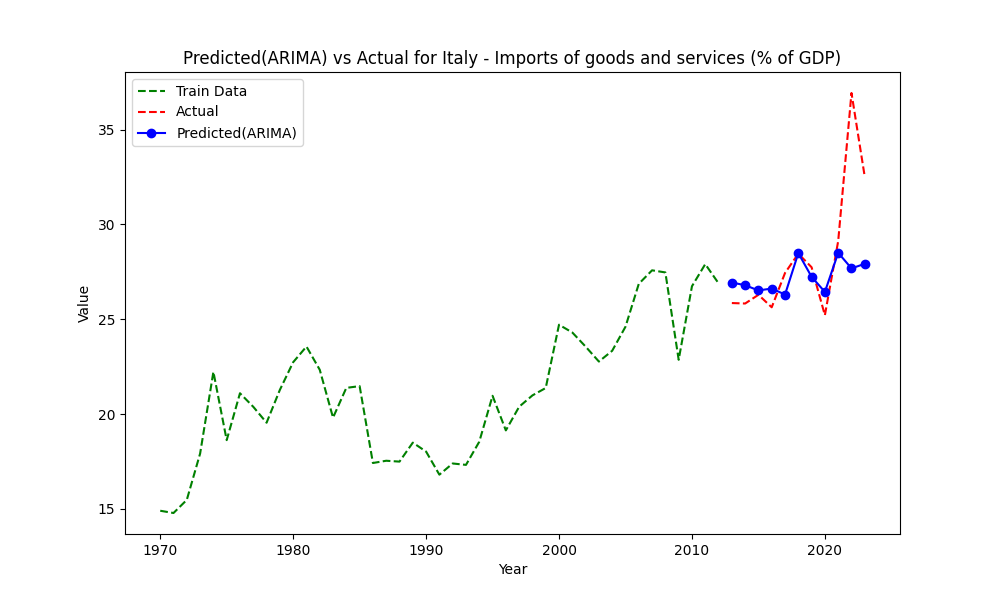 Predicted(ARIMA) vs Actual for Italy - Imports of goods and services (% of GDP)
Train Data
Actual
Predicted(ARIMA)
35
30
25
20
15
Value
1970 1980 1990 2000 2010 2020
Year